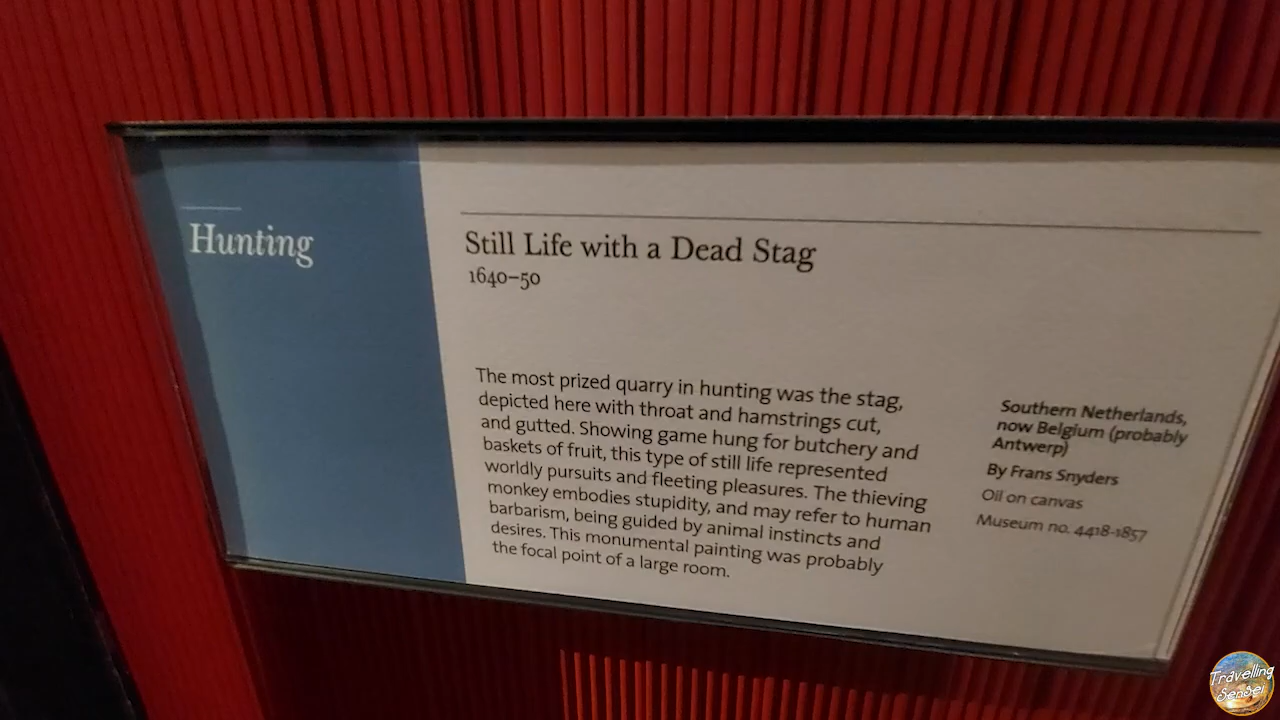 Hunting
Still Life with a Dead Stag
1640–50
The most prized quarry in hunting was the stag,
depicted here with throat and hamstrings cut,
and gutted. Showing game hung for butchery and
baskets of fruit, this type of still life represented
worldly pursuits and fleeting pleasures. The thieving
monkey embodies stupidity, and may refer to human
barbarism, being guided by animal instincts and
desires. This monumental painting was probably
the focal point of a large room.
Southern Netherlands,
now Belgium (probably
Antwerp)
By Frans Snyders
Oil on canvas
Museum no. 4418-1857
Travelling
Sensei